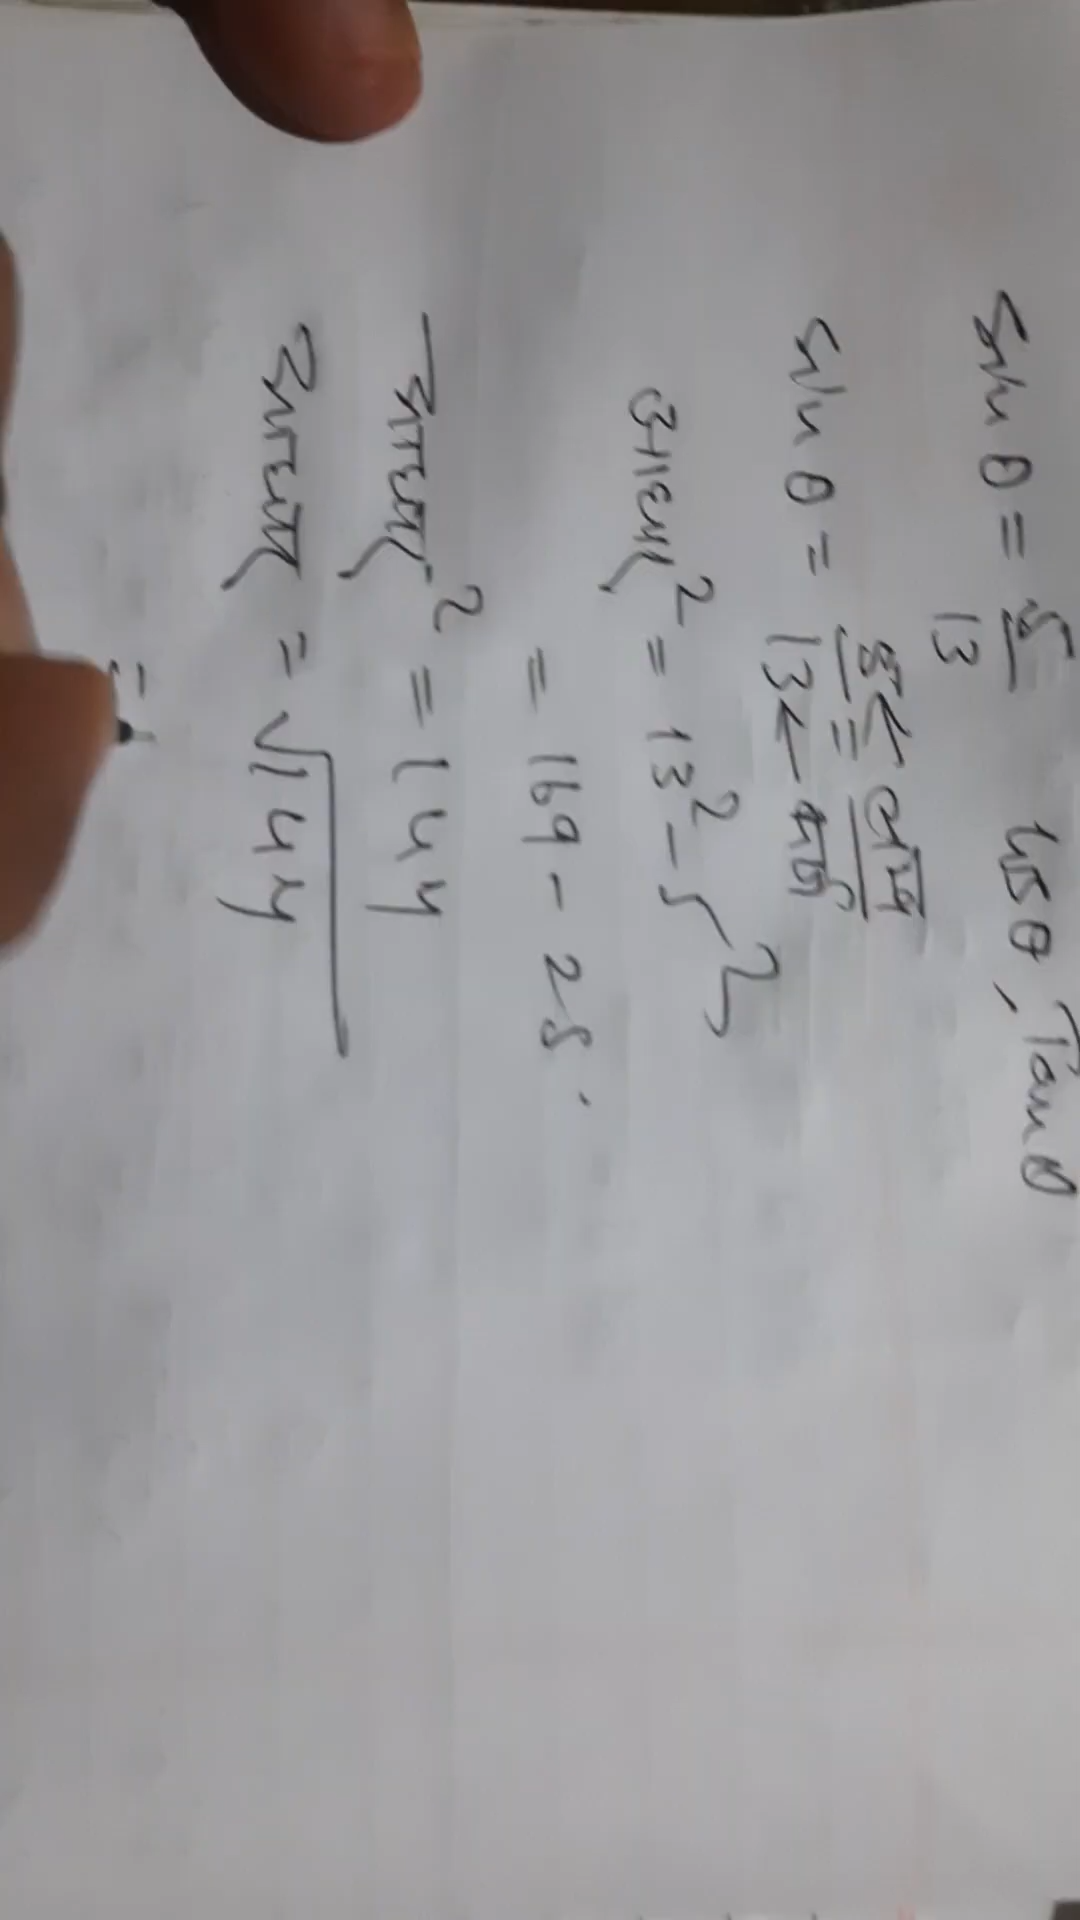 sin θ = 5/13 cos θ, Tan θ
sin θ = 5/13 ← ← = लम्ब/कर्ण
आधार² = 13² - 5²
= 169 - 25.
आधार² = 144
आधार = √144
=